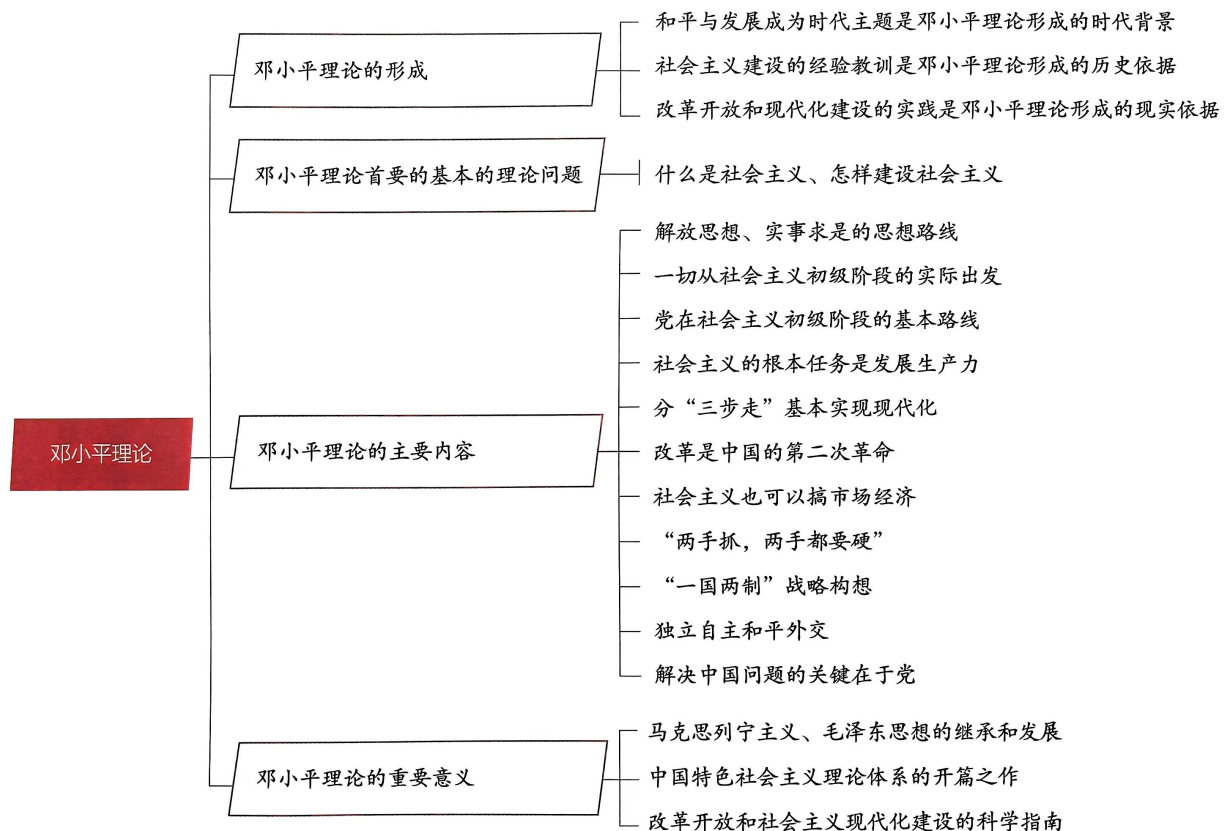 邓小平理论
邓小平理论的形成
和平与发展成为时代主题是邓小平理论形成的时代背景
社会主义建设的经验教训是邓小平理论形成的历史依据
改革开放和现代化建设的实践是邓小平理论形成的现实依据
邓小平理论首要的基本的理论问题
什么是社会主义、怎样建设社会主义
邓小平理论的主要内容
解放思想、实事求是的思想路线
一切从社会主义初级阶段的实际出发
党在社会主义初级阶段的基本路线
社会主义的根本任务是发展生产力
分“三步走”基本实现现代化
改革是中国的第二次革命
社会主义也可以搞市场经济
“两手抓，两手都要硬”
“一国两制”战略构想
独立自主和平外交
解决中国问题的关键在于党
邓小平理论的重要意义
马克思列宁主义、毛泽东思想的继承和发展
中国特色社会主义理论体系的开篇之作
改革开放和社会主义现代化建设的科学指南